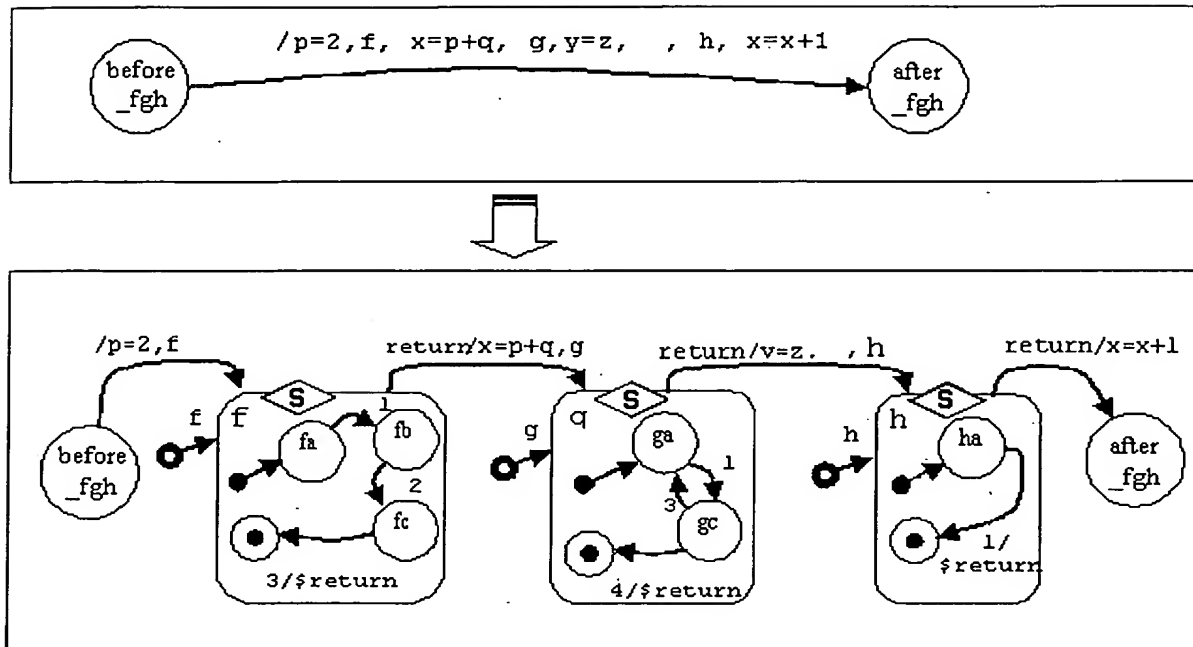 /p=2,f, x=p+q, g,y=z, , h, x=x+1
before
_fgh
after
_fgh
/p=2,f
return/x=p+q,g
return/v=z. , h
return/x=x+1
before
_fgh
f
f
S
fa
1
fb
2
fc
3/$return
g
q
S
ga
1
3
gc
4/$return
h
h
S
ha
1/
$return
after
_fgh